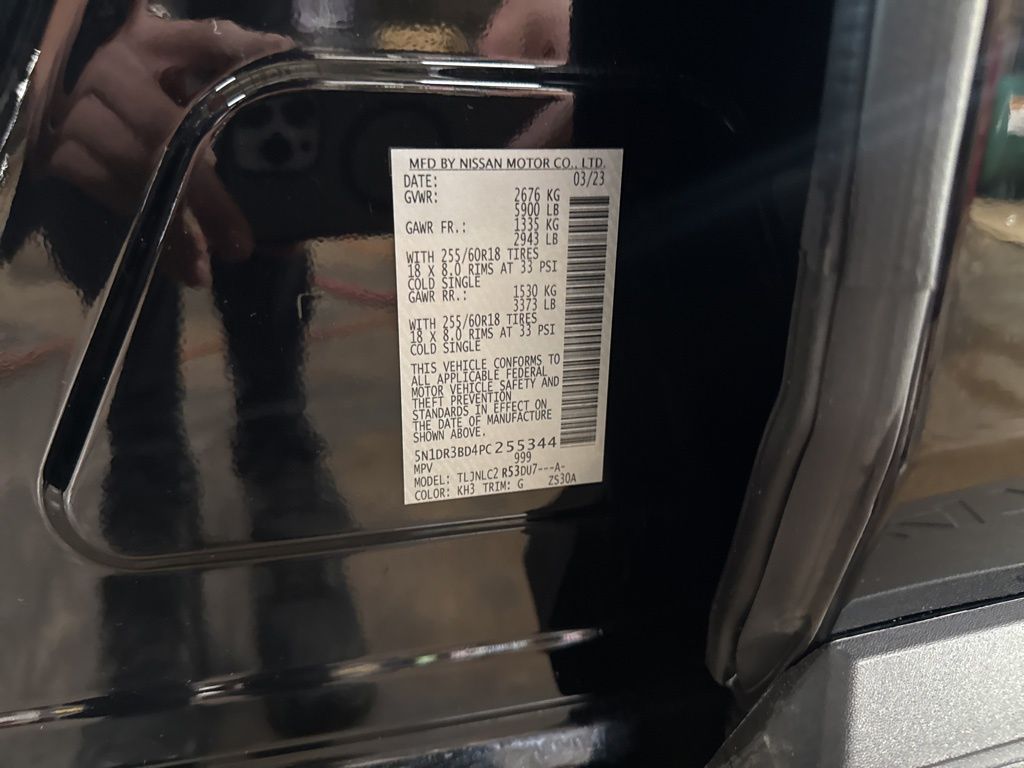 MFD BY NISSAN MOTOR CO., LTD.
DATE: 03/23
GVWR: 2676 KG
5900 LB
GAWR FR.: 1335 KG
2943 LB
WITH 255/60R18 TIRES
18 X 8.0 RIMS AT 33 PSI
COLD SINGLE
GAWR RR.: 1530 KG
3373 LB
WITH 255/60R18 TIRES
18 X 8.0 RIMS AT 33 PSI
COLD SINGLE
THIS VEHICLE CONFORMS TO
ALL APPLICABLE FEDERAL
MOTOR VEHICLE SAFETY AND
THEFT PREVENTION
STANDARDS IN EFFECT ON
THE DATE OF MANUFACTURE
SHOWN ABOVE.
5N1DR3BD4PC255344
MPV 999
MODEL: TLJNLC2 R53DU7---A-
COLOR: KH3 TRIM: G ZS30A